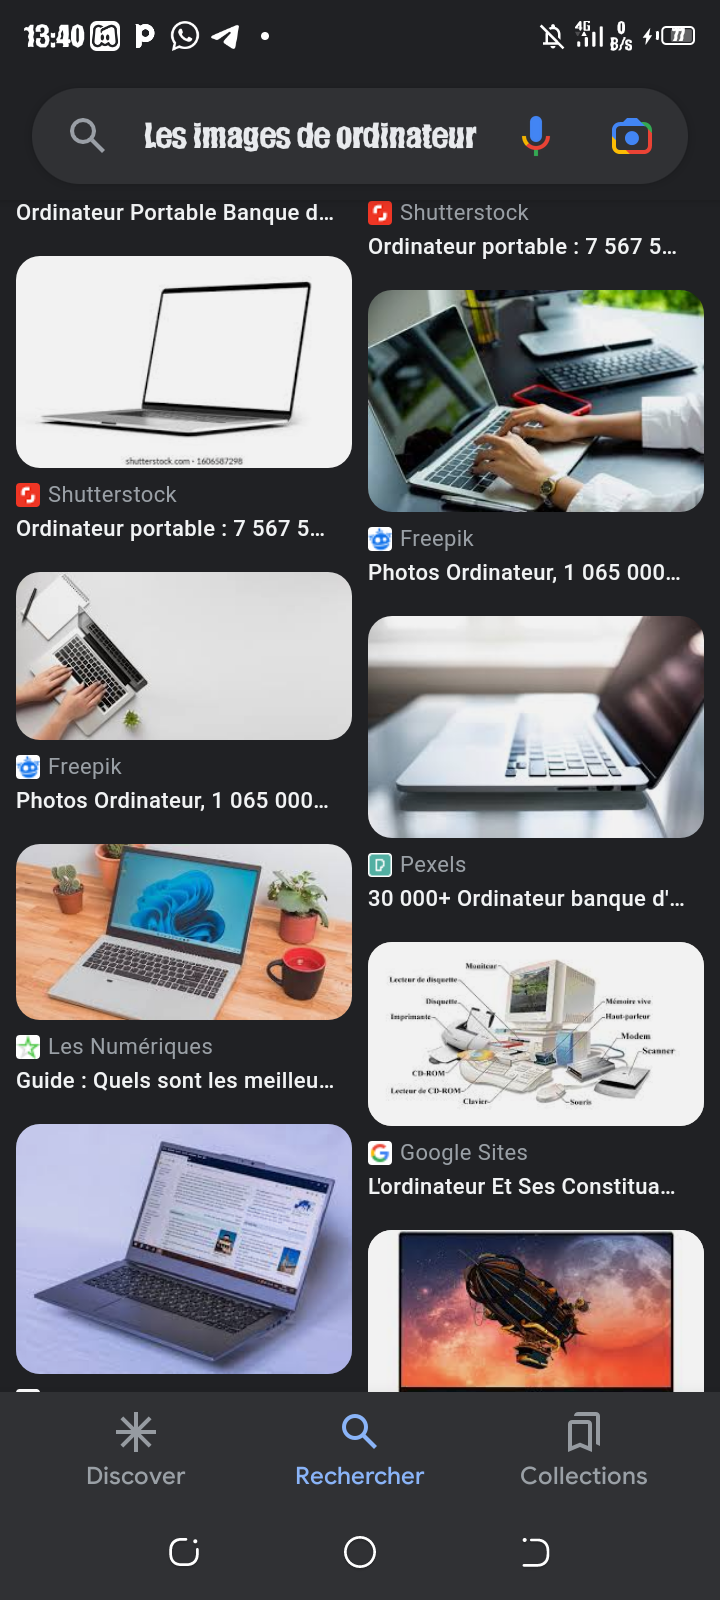 13:40
4G
0
B/s
77
Les images de ordinateur
Ordinateur Portable Banque d...
shutterstock.com • 1606587298
Shutterstock
Ordinateur portable : 7 567 5...
Freepik
Photos Ordinateur, 1 065 000...
Les Numériques
Guide : Quels sont les meilleu...
Shutterstock
Ordinateur portable : 7 567 5...
Freepik
Photos Ordinateur, 1 065 000...
Pexels
30 000+ Ordinateur banque d'...
Moniteur
Lecteur de disquette
Disquette
Imprimante
CD-ROM
Lecteur de CD-ROM
Clavier
Mémoire vive
Haut-parleur
Modem
Scanner
Souris
Google Sites
L'ordinateur Et Ses Constitua...
Discover
Rechercher
Collections